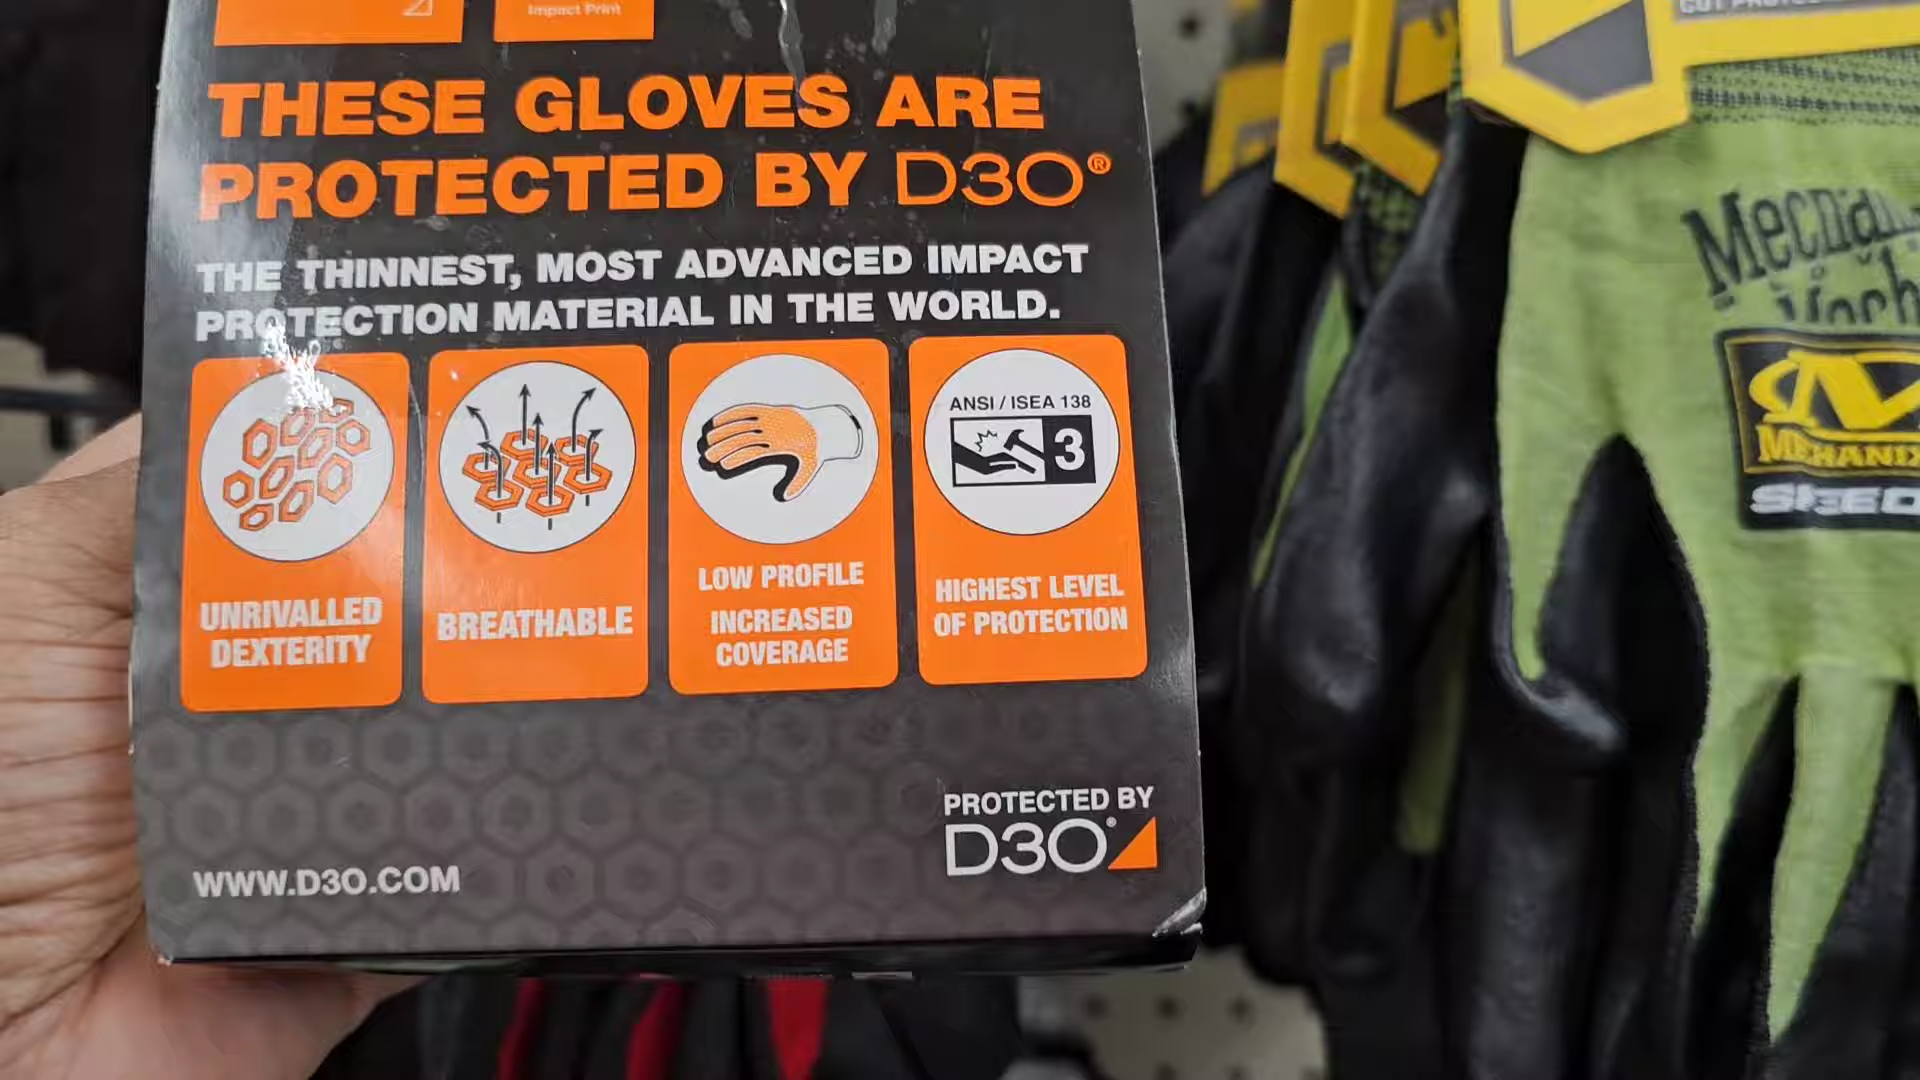 Impact Print
THESE GLOVES ARE
PROTECTED BY D3O®
THE THINNEST, MOST ADVANCED IMPACT
PROTECTION MATERIAL IN THE WORLD.
UNRIVALLED
DEXTERITY
BREATHABLE
LOW PROFILE
INCREASED
COVERAGE
ANSI / ISEA 138
3
HIGHEST LEVEL
OF PROTECTION
PROTECTED BY
D3O®
WWW.D3O.COM
CUT
M
SPEED